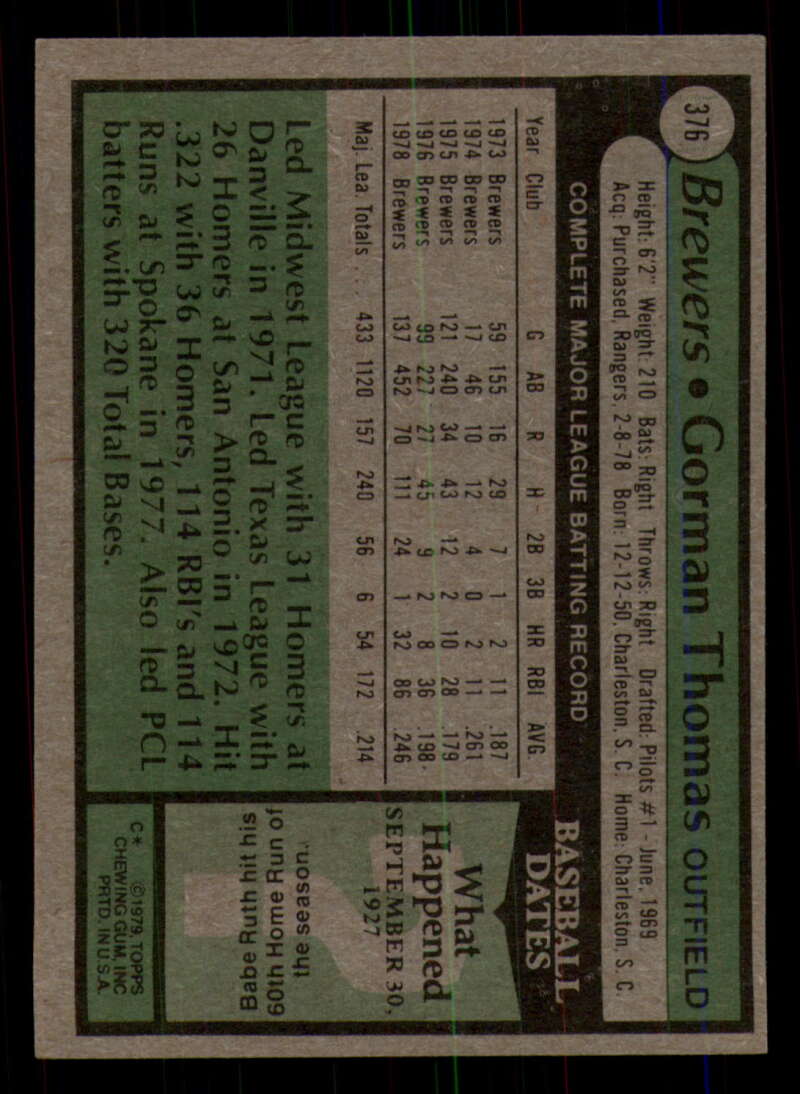 376
Brewers • Gorman Thomas OUTFIELD
Height: 6'2" Weight: 210 Bats: Right Throws: Right Drafted: Pilots #1 - June, 1969
Acq: Purchased, Rangers, 2-8-78 Born: 12-12-50, Charleston, S. C. Home: Charleston, S. C.
COMPLETE MAJOR LEAGUE BATTING RECORD
Year Club G AB R H 2B 3B HR RBI AVG
1973 Brewers 59 155 16 29 7 1 2 11 .187
1974 Brewers 17 46 10 12 4 0 2 11 .261
1975 Brewers 121 240 34 43 12 2 10 28 .179
1976 Brewers 99 227 27 45 9 2 8 36 .198
1978 Brewers 137 452 70 111 24 1 32 86 .246
Maj. Lea. Totals . . . 433 1120 157 240 56 6 54 172 .214
Led Midwest League with 31 Homers at
Danville in 1971. Led Texas League with
26 Homers at San Antonio in 1972. Hit
.322 with 36 Homers, 114 RBI's and 114
Runs at Spokane in 1977. Also led PCL
batters with 320 Total Bases.
BASEBALL
DATES
What
Happened
SEPTEMBER 30,
1927
Babe Ruth hit his
60th Home Run of
the season.
C* ©1979, TOPPS
CHEWING GUM, INC
PRTD. IN U.S.A.